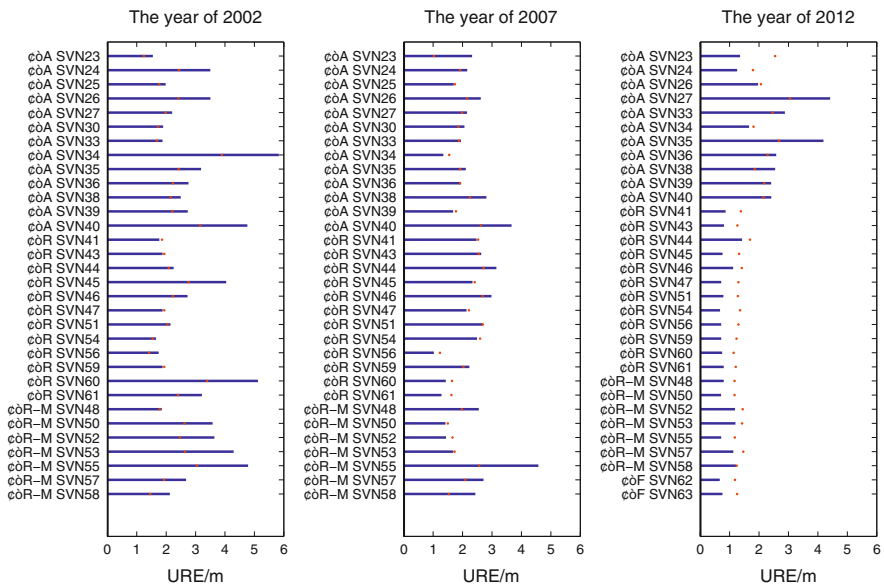 The year of 2002
¢òA SVN23
¢òA SVN24
¢òA SVN25
¢òA SVN26
¢òA SVN27
¢òA SVN30
¢òA SVN33
¢òA SVN34
¢òA SVN35
¢òA SVN36
¢òA SVN38
¢òA SVN39
¢òA SVN40
¢òR SVN41
¢òR SVN43
¢òR SVN44
¢òR SVN45
¢òR SVN46
¢òR SVN47
¢òR SVN51
¢òR SVN54
¢òR SVN56
¢òR SVN59
¢òR SVN60
¢òR SVN61
¢òR−M SVN48
¢òR−M SVN50
¢òR−M SVN52
¢òR−M SVN53
¢òR−M SVN55
¢òR−M SVN57
¢òR−M SVN58
0 1 2 3 4 5 6
URE/m
The year of 2007
¢òA SVN23
¢òA SVN24
¢òA SVN25
¢òA SVN26
¢òA SVN27
¢òA SVN30
¢òA SVN33
¢òA SVN34
¢òA SVN35
¢òA SVN36
¢òA SVN38
¢òA SVN39
¢òA SVN40
¢òR SVN41
¢òR SVN43
¢òR SVN44
¢òR SVN45
¢òR SVN46
¢òR SVN47
¢òR SVN51
¢òR SVN54
¢òR SVN56
¢òR SVN59
¢òR SVN60
¢òR SVN61
¢òR−M SVN48
¢òR−M SVN50
¢òR−M SVN52
¢òR−M SVN53
¢òR−M SVN55
¢òR−M SVN57
¢òR−M SVN58
0 1 2 3 4 5 6
URE/m
The year of 2012
¢òA SVN23
¢òA SVN24
¢òA SVN26
¢òA SVN27
¢òA SVN33
¢òA SVN34
¢òA SVN35
¢òA SVN36
¢òA SVN38
¢òA SVN39
¢òA SVN40
¢òR SVN41
¢òR SVN43
¢òR SVN44
¢òR SVN45
¢òR SVN46
¢òR SVN47
¢òR SVN51
¢òR SVN54
¢òR SVN56
¢òR SVN59
¢òR SVN60
¢òR SVN61
¢òR−M SVN48
¢òR−M SVN50
¢òR−M SVN52
¢òR−M SVN53
¢òR−M SVN55
¢òR−M SVN57
¢òR−M SVN58
¢òF SVN62
¢òF SVN63
0 1 2 3 4 5 6
URE/m